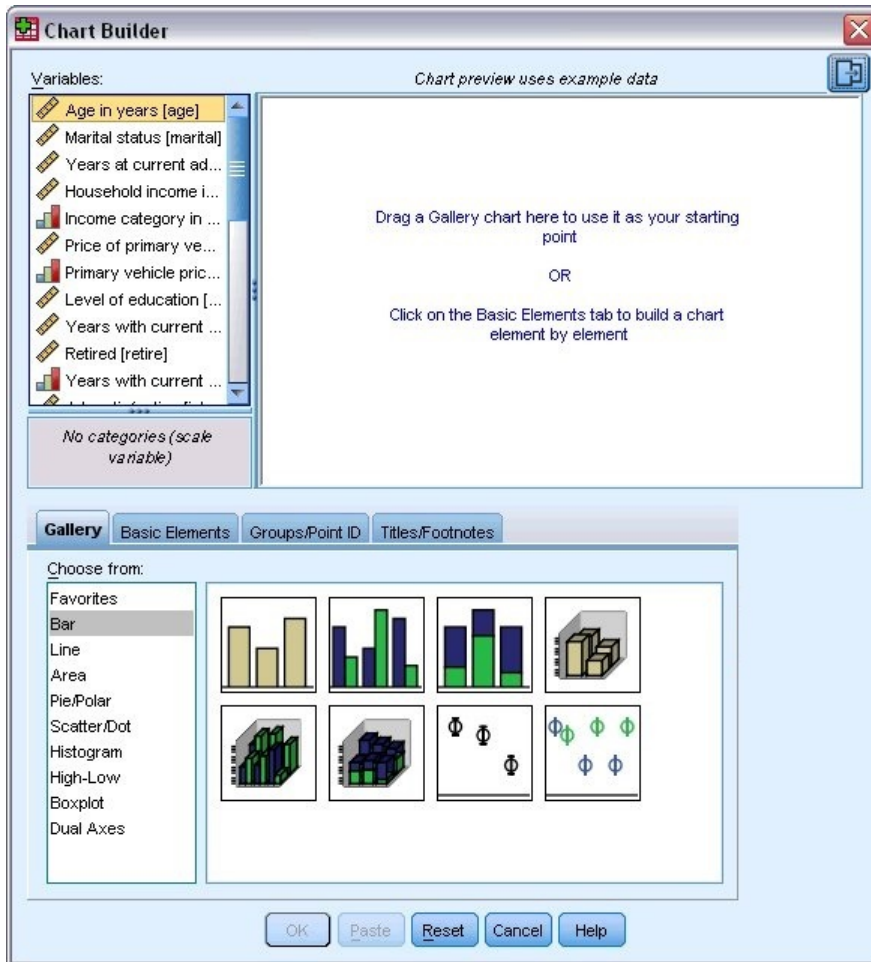 Chart Builder
Variables:
Chart preview uses example data
Age in years [age]
Marital status [marital]
Years at current ad...
Household income i...
Income category in ...
Price of primary ve...
Primary vehicle pric...
Level of education [...
Years with current ...
Retired [retire]
Years with current ...
Drag a Gallery chart here to use it as your starting
point
OR
Click on the Basic Elements tab to build a chart
element by element
No categories (scale
variable)
Gallery
Basic Elements
Groups/Point ID
Titles/Footnotes
Choose from:
Favorites
Bar
Line
Area
Pie/Polar
Scatter/Dot
Histogram
High-Low
Boxplot
Dual Axes
OK
Paste
Reset
Cancel
Help